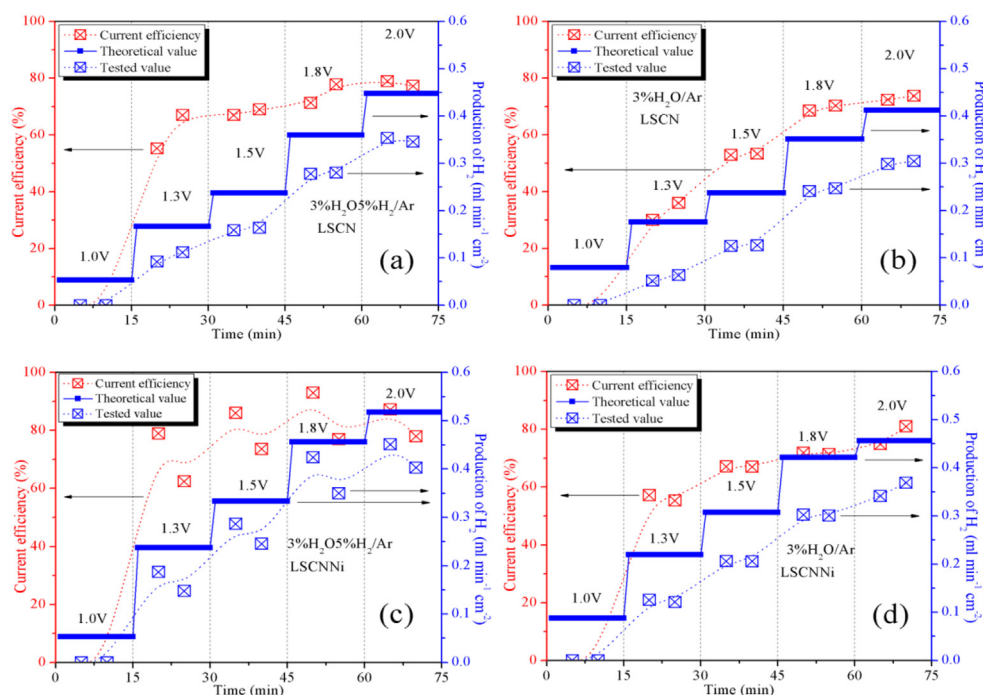 100
80
60
40
20
0
Current efficiency (%)
Current efficiency
Theoretical value
Tested value
1.0V
1.3V
1.5V
1.8V
2.0V
3%H2O5%H2/Ar
LSCN
(a)
0.6
0.5
0.4
0.3
0.2
0.1
0.0
Production of H2 (ml min-1 cm-2)
0 15 30 45 60 75
Time (min)
100
80
60
40
20
0
Current efficiency (%)
Current efficiency
Theoretical value
Tested value
3%H2O/Ar
LSCN
1.0V
1.3V
1.5V
1.8V
2.0V
(b)
0.6
0.5
0.4
0.3
0.2
0.1
0.0
Production of H2 (ml min-1 cm-2)
0 15 30 45 60 75
Time (min)
100
80
60
40
20
0
Current efficiency (%)
Current efficiency
Theoretical value
Tested value
1.0V
1.3V
1.5V
1.8V
2.0V
3%H2O5%H2/Ar
LSCNNi
(c)
0.6
0.5
0.4
0.3
0.2
0.1
0.0
Production of H2 (ml min-1 cm-2)
0 15 30 45 60 75
Time (min)
100
80
60
40
20
0
Current efficiency (%)
Current efficiency
Theoretical value
Tested value
1.0V
1.3V
1.5V
1.8V
2.0V
3%H2O/Ar
LSCNNi
(d)
0.6
0.5
0.4
0.3
0.2
0.1
0.0
Production of H2 (ml min-1 cm-2)
0 15 30 45 60 75
Time (min)